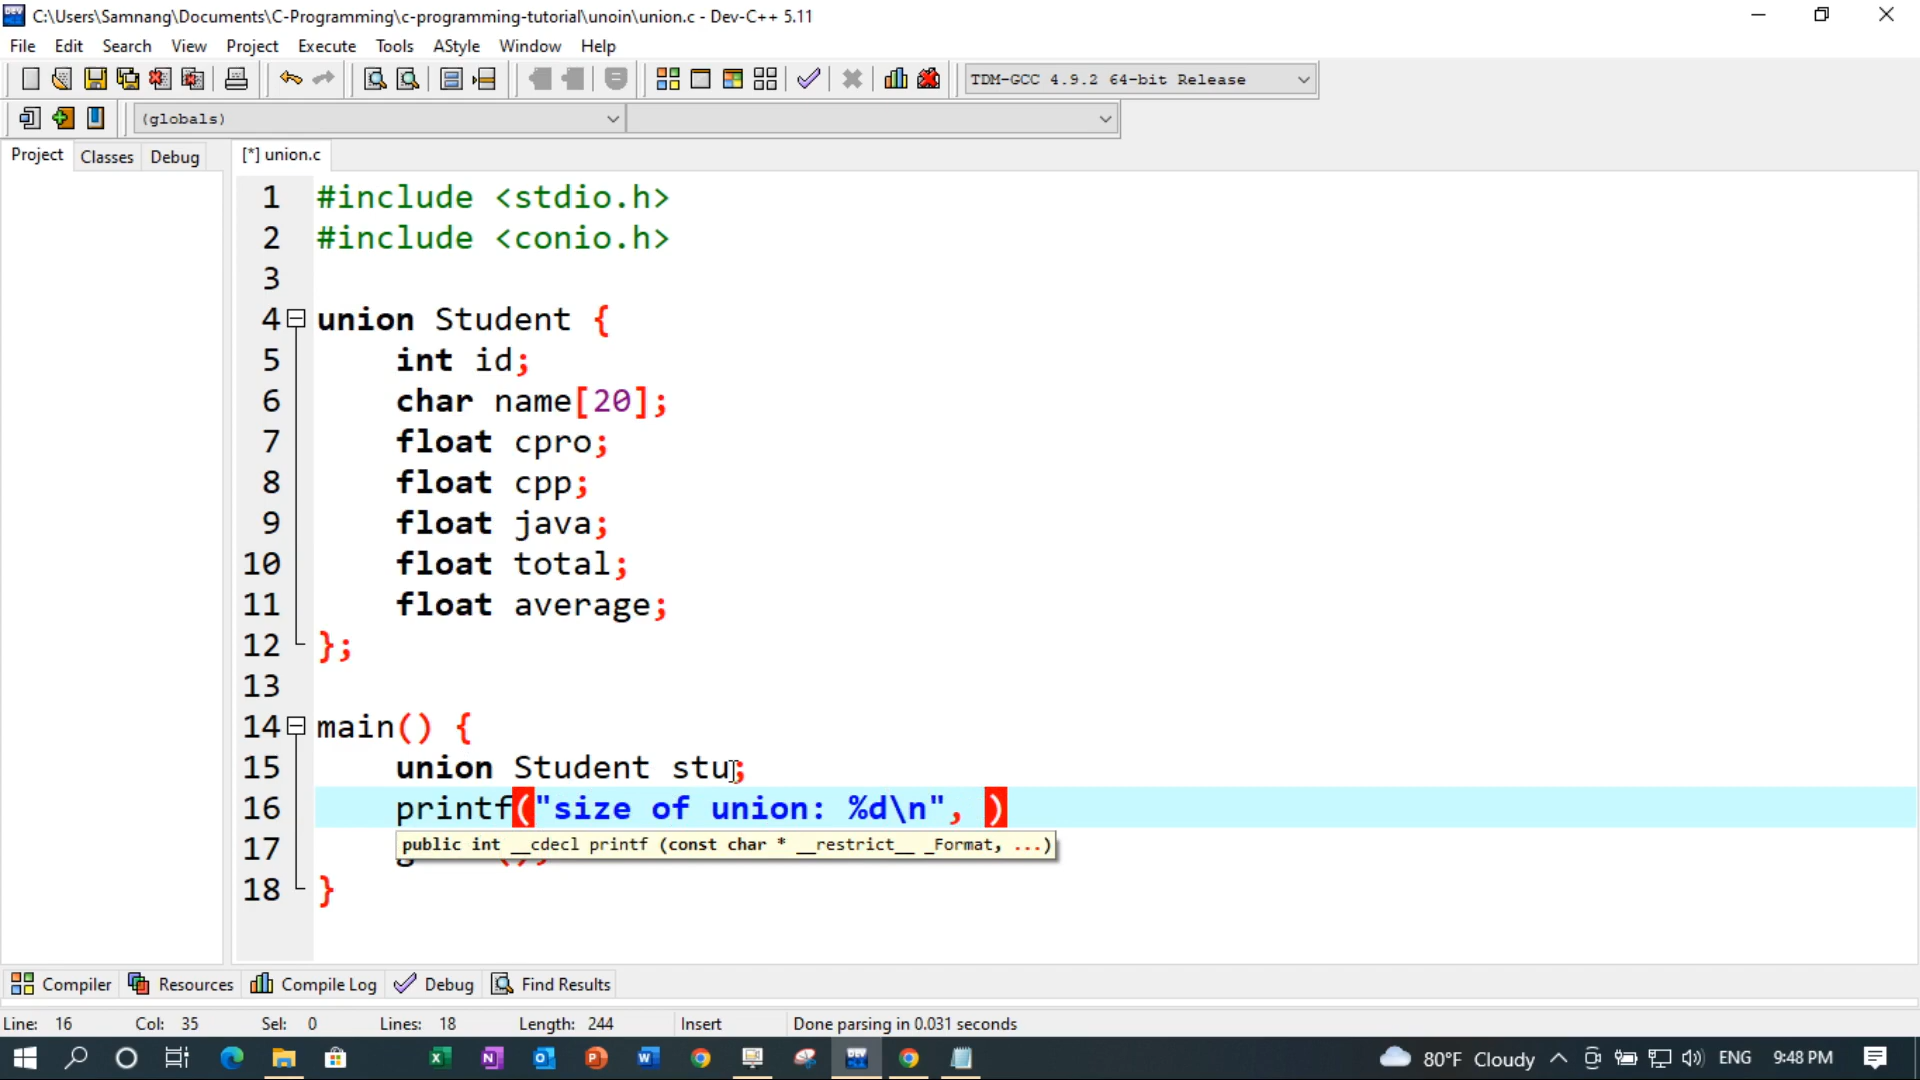 C:\Users\Samnang\Documents\C-Programming\c-programming-tutorial\unoin\union.c - Dev-C++ 5.11
File Edit Search View Project Execute Tools AStyle Window Help
TDM-GCC 4.9.2 64-bit Release
(globals)
Project Classes Debug [*] union.c
1 #include <stdio.h>
2 #include <conio.h>
3
4 union Student {
5 int id;
6 char name[20];
7 float cpro;
8 float cpp;
9 float java;
10 float total;
11 float average;
12 };
13
14 main() {
15 union Student stu;
16 printf("size of union: %d\n", )
public int __cdecl printf (const char * __restrict__ _Format, ...)
17
18 }
Compiler Resources Compile Log Debug Find Results
Line: 16 Col: 35 Sel: 0 Lines: 18 Length: 244 Insert Done parsing in 0.031 seconds
80°F Cloudy ENG 9:48 PM